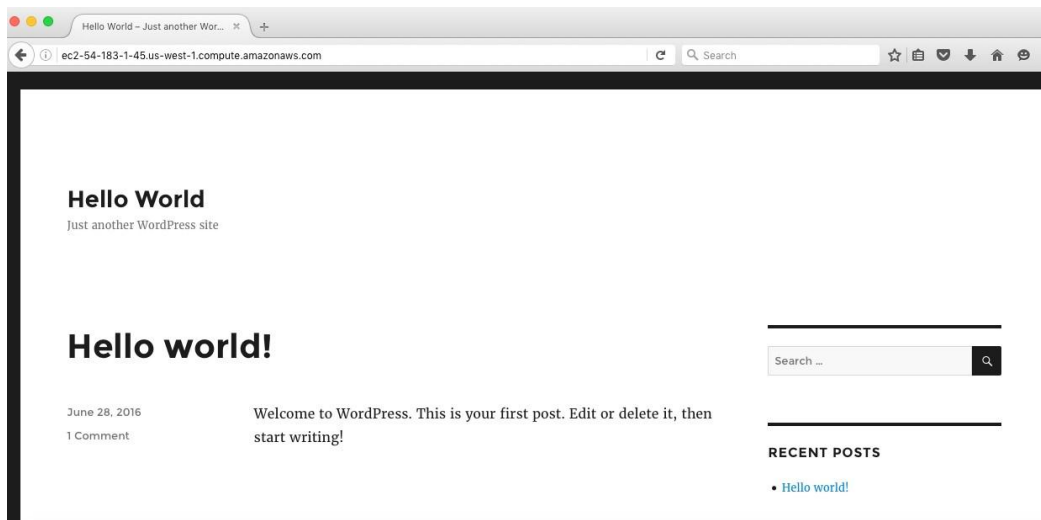 Hello World – Just another Wor...
ec2-54-183-1-45.us-west-1.compute.amazonaws.com
Search
Hello World
Just another WordPress site
Hello world!
June 28, 2016
1 Comment
Welcome to WordPress. This is your first post. Edit or delete it, then
start writing!
Search ...
RECENT POSTS
Hello world!